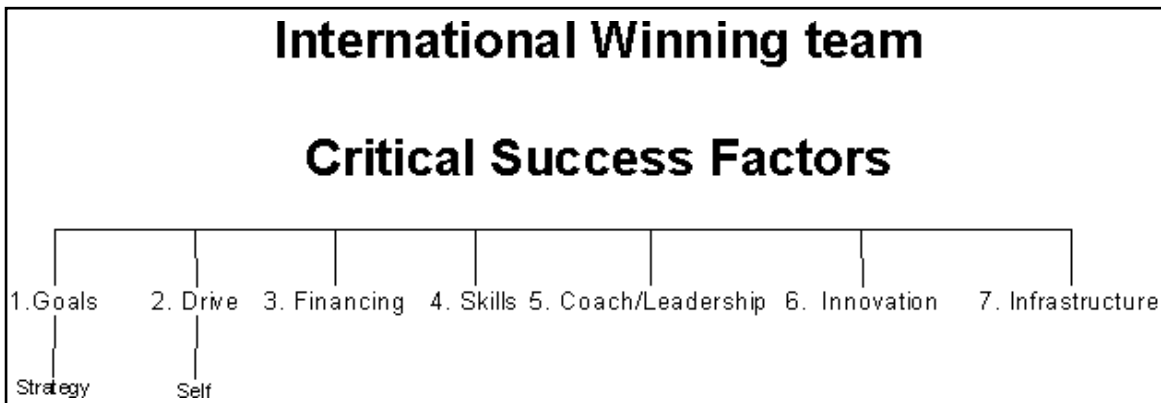 International Winning team
Critical Success Factors
1.Goals 2. Drive 3. Financing 4. Skills 5. Coach/Leadership 6. Innovation 7. Infrastructure
Strategy Self